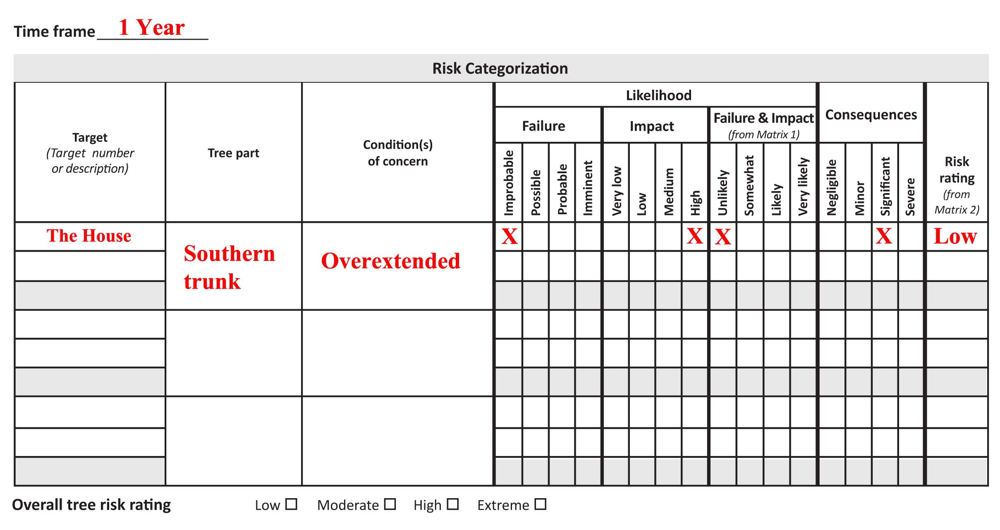 Time frame 1 Year
Risk Categorization
Likelihood
Failure
Impact
Failure & Impact
(from Matrix 1)
Consequences
Target
(Target number
or description)
Tree part
Condition(s)
of concern
Improbable
Possible
Probable
Imminent
Very low
Low
Medium
High
Unlikely
Somewhat
Likely
Very likely
Negligible
Minor
Significant
Severe
Risk
rating
(from
Matrix 2)
The House
Southern
trunk
Overextended
X X X X Low
Overall tree risk rating Low Moderate High Extreme